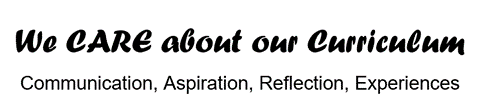 We CARE about our Curriculum
Communication, Aspiration, Reflection, Experiences